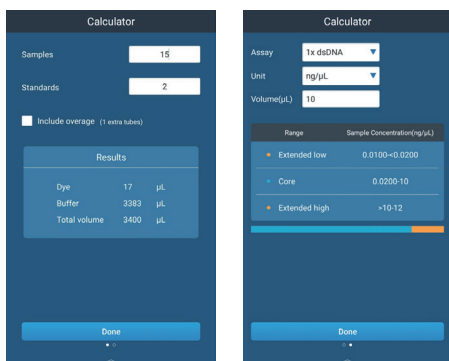 Calculator
Samples 15
Standards 2
Include overage (1 extra tubes)
Results
Dye 17 µL
Buffer 3383 µL
Total volume 3400 µL
Done
Calculator
Assay 1x dsDNA
Unit ng/µL
Volume(µL) 10
Range Sample Concentration(ng/µL)
Extended low 0.0100-<0.0200
Core 0.0200-10
Extended high >10-12
Done